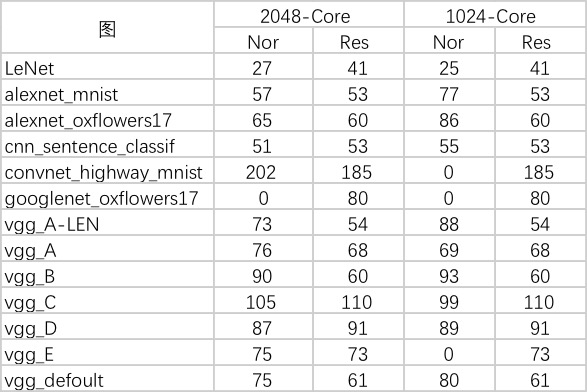 图 2048-Core 1024-Core
Nor Res Nor Res
LeNet 27 41 25 41
alexnet_mnist 57 53 77 53
alexnet_oxflowers17 65 60 86 60
cnn_sentence_classif 51 53 55 53
convnet_highway_mnist 202 185 0 185
googlenet_oxflowers17 0 80 0 80
vgg_A-LEN 73 54 88 54
vgg_A 76 68 69 68
vgg_B 90 60 93 60
vgg_C 105 110 99 110
vgg_D 87 91 89 91
vgg_E 75 73 0 73
vgg_defoult 75 61 80 61